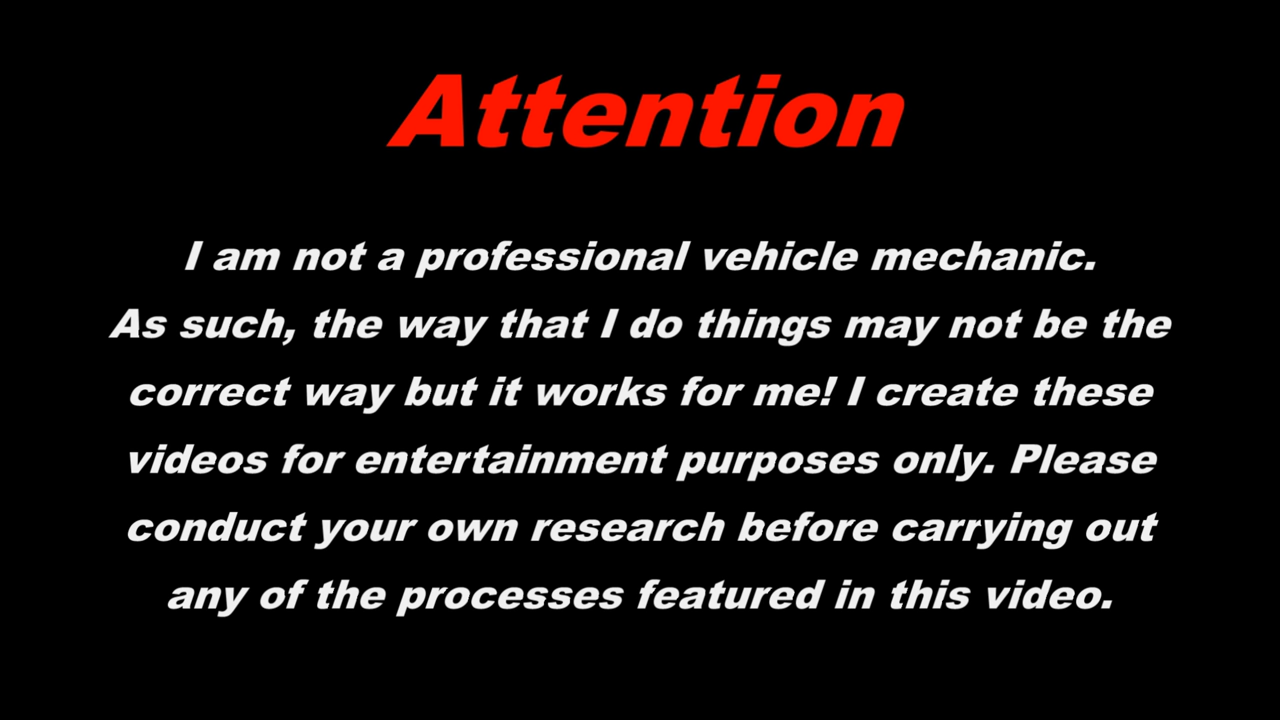 Attention
I am not a professional vehicle mechanic.
As such, the way that I do things may not be the
correct way but it works for me! I create these
videos for entertainment purposes only. Please
conduct your own research before carrying out
any of the processes featured in this video.